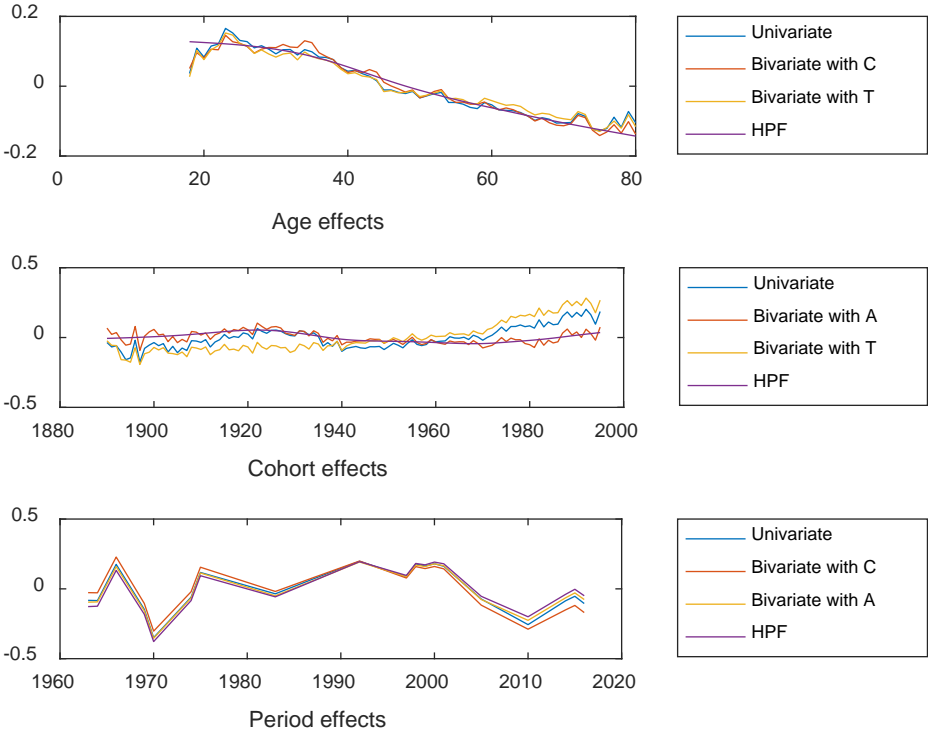 0.2
0
-0.2
0
20
40
60
80
Age effects
Univariate
Bivariate with C
Bivariate with T
HPF
0.5
0
-0.5
1880
1900
1920
1940
1960
1980
2000
Cohort effects
Univariate
Bivariate with A
Bivariate with T
HPF
0.5
0
-0.5
1960
1970
1980
1990
2000
2010
2020
Period effects
Univariate
Bivariate with C
Bivariate with A
HPF